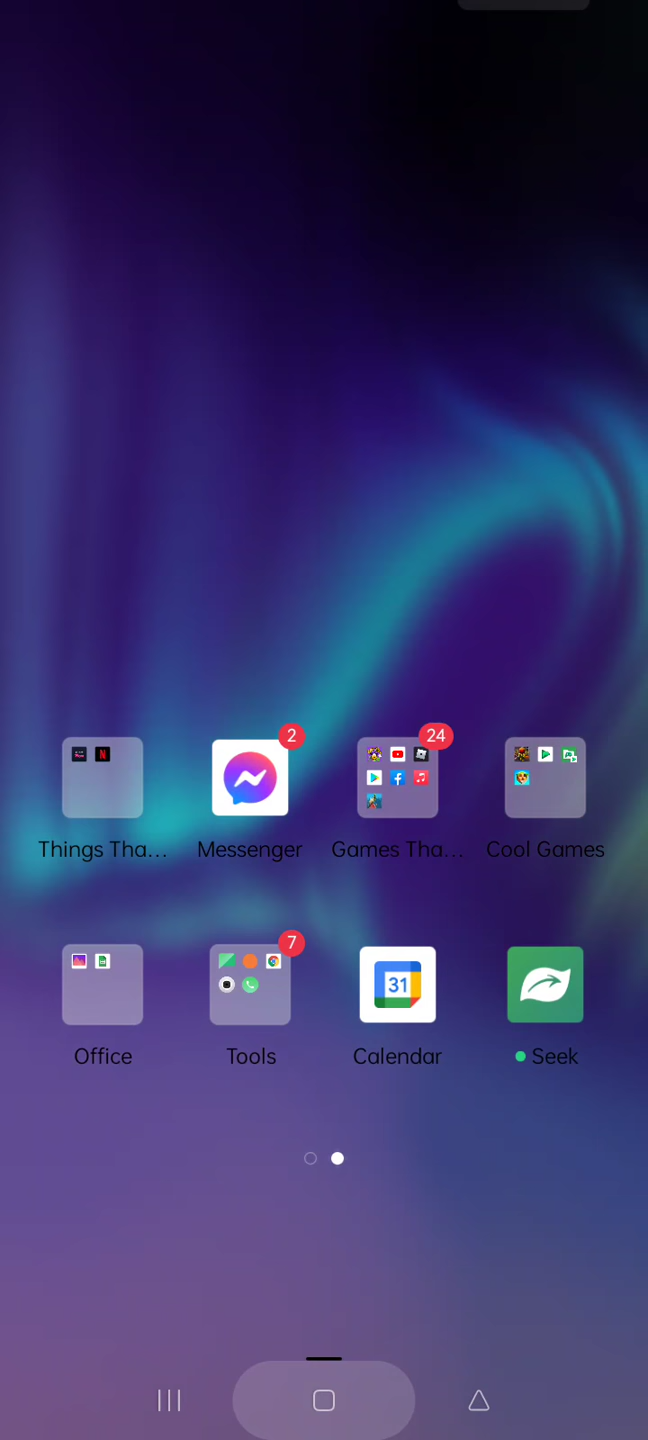 2
24
Things Tha...
Messenger
Games Tha...
Cool Games
7
31
Office
Tools
Calendar
Seek